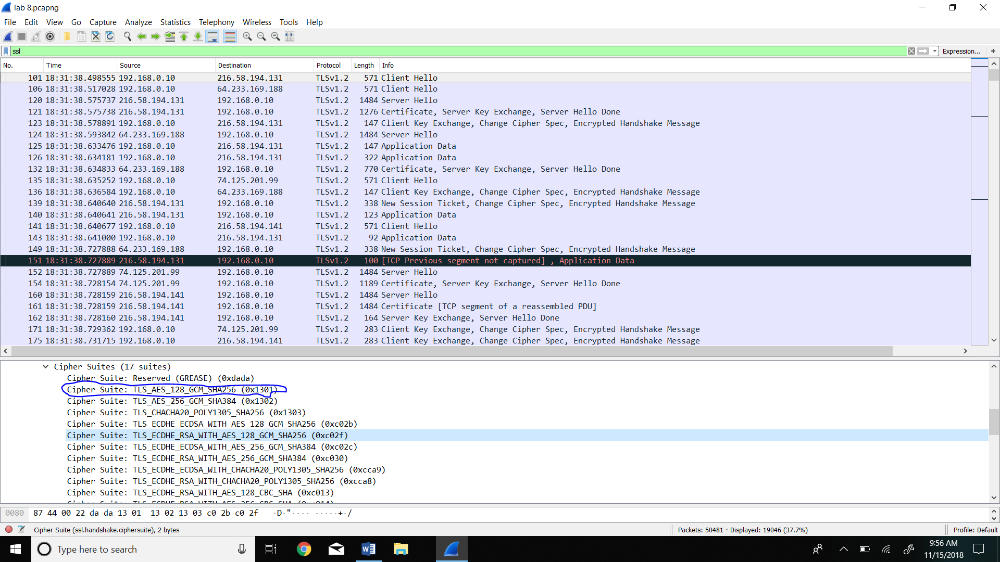 lab 8.pcapng
File Edit View Go Capture Analyze Statistics Telephony Wireless Tools Help
ssl Expression... +
No. Time Source Destination Protocol Length Info
101 18:31:38.498555 192.168.0.10 216.58.194.131 TLSv1.2 571 Client Hello
106 18:31:38.517028 192.168.0.10 64.233.169.188 TLSv1.2 571 Client Hello
120 18:31:38.575737 216.58.194.131 192.168.0.10 TLSv1.2 1484 Server Hello
121 18:31:38.575738 216.58.194.131 192.168.0.10 TLSv1.2 1276 Certificate, Server Key Exchange, Server Hello Done
123 18:31:38.578891 192.168.0.10 216.58.194.131 TLSv1.2 147 Client Key Exchange, Change Cipher Spec, Encrypted Handshake Message
124 18:31:38.593842 64.233.169.188 192.168.0.10 TLSv1.2 1484 Server Hello
125 18:31:38.633476 192.168.0.10 216.58.194.131 TLSv1.2 147 Application Data
126 18:31:38.634181 192.168.0.10 216.58.194.131 TLSv1.2 322 Application Data
132 18:31:38.634833 64.233.169.188 192.168.0.10 TLSv1.2 770 Certificate, Server Key Exchange, Server Hello Done
135 18:31:38.635252 192.168.0.10 74.125.201.99 TLSv1.2 571 Client Hello
136 18:31:38.636584 192.168.0.10 64.233.169.188 TLSv1.2 147 Client Key Exchange, Change Cipher Spec, Encrypted Handshake Message
139 18:31:38.640640 216.58.194.131 192.168.0.10 TLSv1.2 338 New Session Ticket, Change Cipher Spec, Encrypted Handshake Message
140 18:31:38.640641 216.58.194.131 192.168.0.10 TLSv1.2 123 Application Data
141 18:31:38.640677 192.168.0.10 216.58.194.141 TLSv1.2 571 Client Hello
143 18:31:38.641000 192.168.0.10 216.58.194.131 TLSv1.2 92 Application Data
149 18:31:38.727888 64.233.169.188 192.168.0.10 TLSv1.2 338 New Session Ticket, Change Cipher Spec, Encrypted Handshake Message
151 18:31:38.727889 216.58.194.131 192.168.0.10 TLSv1.2 100 [TCP Previous segment not captured] , Application Data
152 18:31:38.727889 74.125.201.99 192.168.0.10 TLSv1.2 1484 Server Hello
154 18:31:38.728154 74.125.201.99 192.168.0.10 TLSv1.2 1189 Certificate, Server Key Exchange, Server Hello Done
160 18:31:38.728159 216.58.194.141 192.168.0.10 TLSv1.2 1484 Server Hello
161 18:31:38.728159 216.58.194.141 192.168.0.10 TLSv1.2 1484 Certificate [TCP segment of a reassembled PDU]
162 18:31:38.728160 216.58.194.141 192.168.0.10 TLSv1.2 164 Server Key Exchange, Server Hello Done
171 18:31:38.729362 192.168.0.10 74.125.201.99 TLSv1.2 283 Client Key Exchange, Change Cipher Spec, Encrypted Handshake Message
175 18:31:38.731715 192.168.0.10 216.58.194.141 TLSv1.2 283 Client Key Exchange, Change Cipher Spec, Encrypted Handshake Message
Cipher Suites (17 suites)
Cipher Suite: Reserved (GREASE) (0xdada)
Cipher Suite: TLS_AES_128_GCM_SHA256 (0x1301)
Cipher Suite: TLS_AES_256_GCM_SHA384 (0x1302)
Cipher Suite: TLS_CHACHA20_POLY1305_SHA256 (0x1303)
Cipher Suite: TLS_ECDHE_ECDSA_WITH_AES_128_GCM_SHA256 (0xc02b)
Cipher Suite: TLS_ECDHE_RSA_WITH_AES_128_GCM_SHA256 (0xc02f)
Cipher Suite: TLS_ECDHE_ECDSA_WITH_AES_256_GCM_SHA384 (0xc02c)
Cipher Suite: TLS_ECDHE_RSA_WITH_AES_256_GCM_SHA384 (0xc030)
Cipher Suite: TLS_ECDHE_ECDSA_WITH_CHACHA20_POLY1305_SHA256 (0xcca9)
Cipher Suite: TLS_ECDHE_RSA_WITH_CHACHA20_POLY1305_SHA256 (0xcca8)
Cipher Suite: TLS_ECDHE_RSA_WITH_AES_128_CBC_SHA (0xc013)
Cipher Suite: TLS_ECDHE_RSA_WITH_AES_256_CBC_SHA (0xc014)
0080 87 44 00 22 da da 13 01 13 02 13 03 c0 2b c0 2f ·D·"···· ·····+·/
Cipher Suite (ssl.handshake.ciphersuite), 2 bytes Packets: 50481 · Displayed: 19046 (37.7%) Profile: Default
Type here to search 9:56 AM
11/15/2018